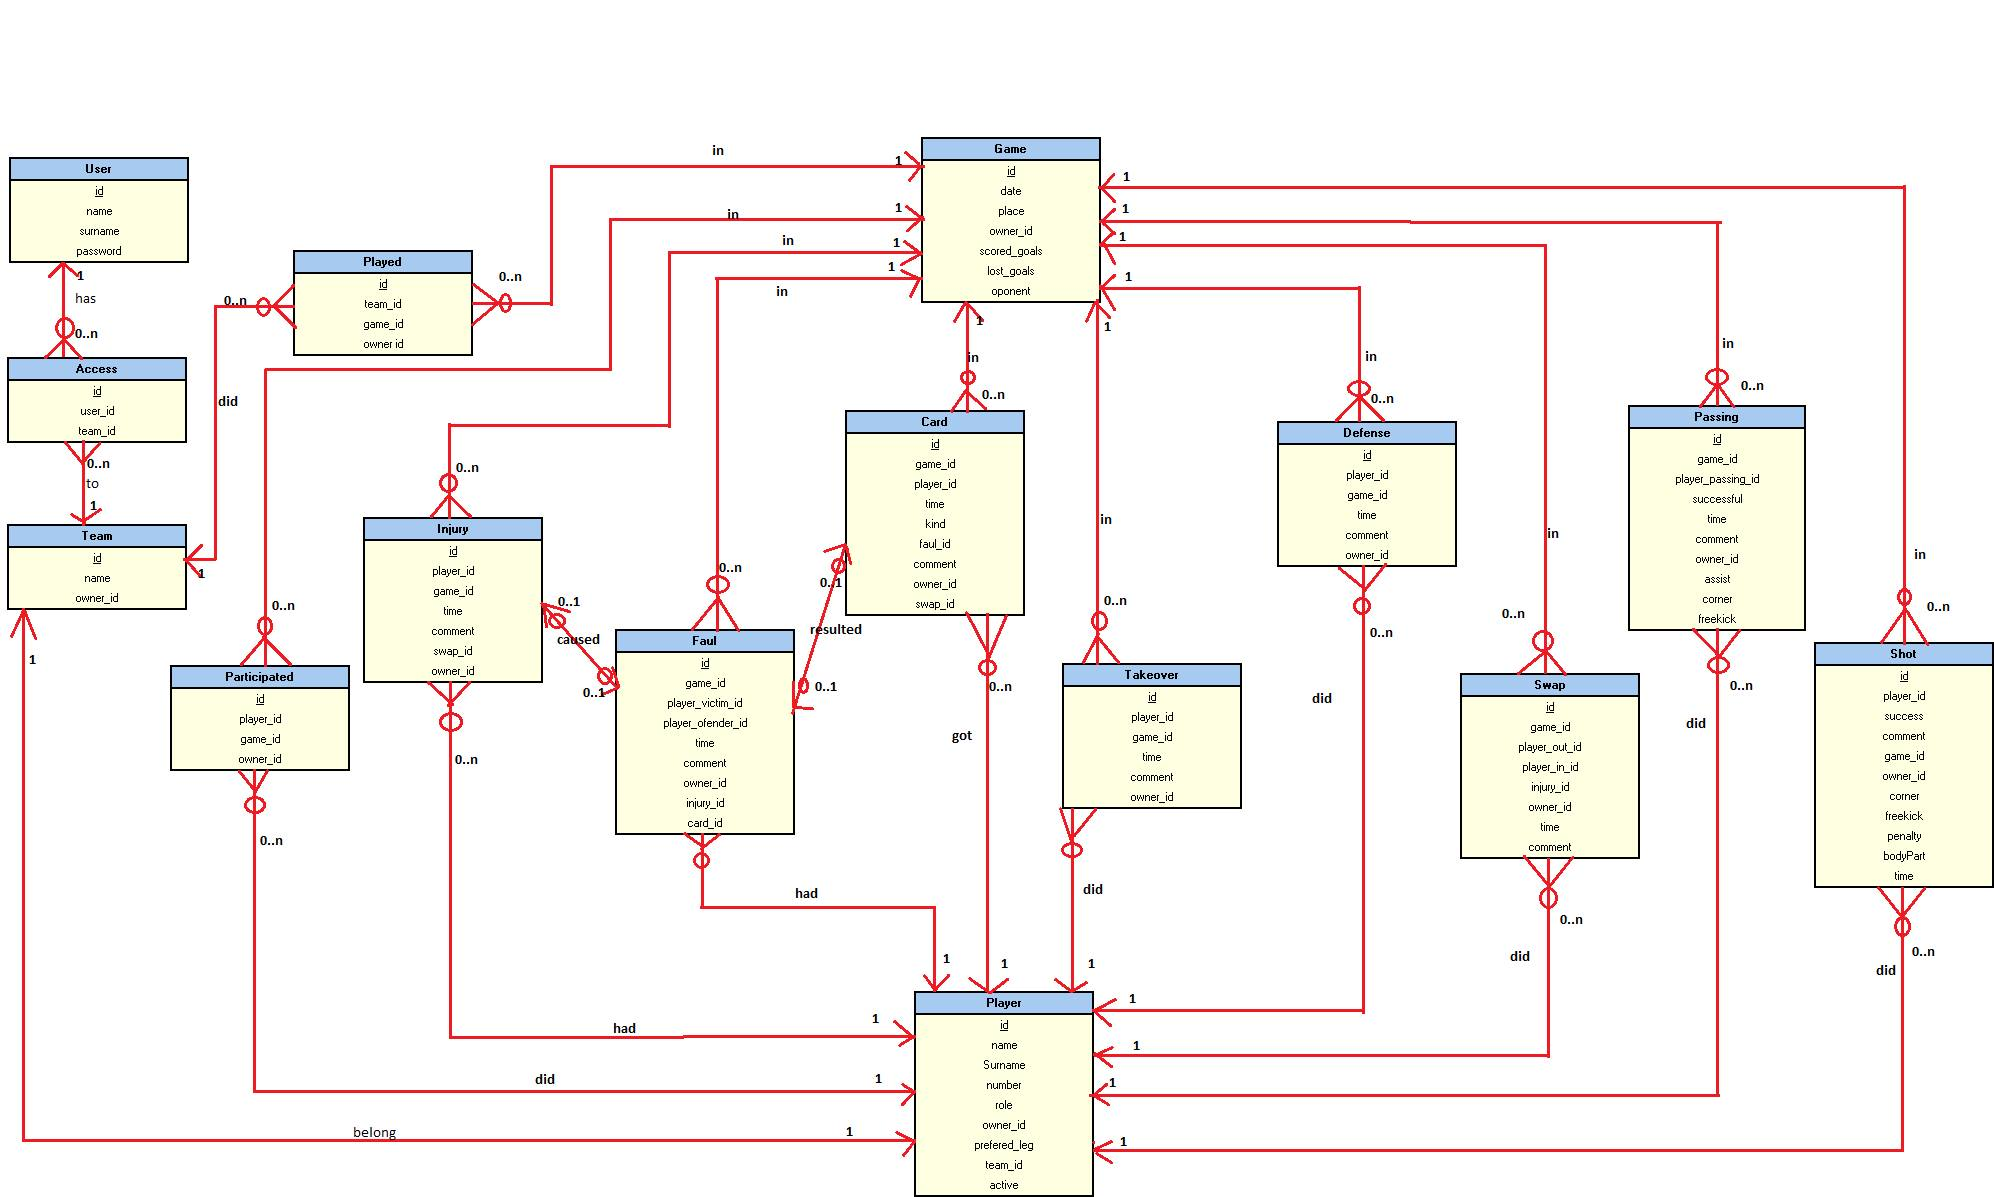 User
id
name
surname
password
1
has
0..n
Access
id
user_id
team_id
0..n
to
1
Team
id
name
owner_id
1
1
did
0..n
Played
id
team_id
game_id
owner id
0..n
in
1
in
1
in
1
in
1
Game
id
date
place
owner_id
scored_goals
lost_goals
oponent
1
1
1
1
1
in
0..n
1
in
0..n
Card
id
game_id
player_id
time
kind
faul_id
comment
owner_id
swap_id
0..n
got
1
0..n
Injury
id
player_id
game_id
time
comment
swap_id
owner_id
0..n
had
1
0..1
caused
0..1
0..n
Faul
id
game_id
player_victim_id
player_ofender_id
time
comment
owner_id
injury_id
card_id
had
1
0..1
resulted
0..1
0..n
Participated
id
player_id
game_id
owner_id
0..n
did
1
belong
1
Takeover
id
player_id
game_id
time
comment
owner_id
did
1
in
0..n
Defense
id
player_id
game_id
time
comment
owner_id
0..n
did
1
in
0..n
Swap
id
game_id
player_out_id
player_in_id
injury_id
owner_id
time
comment
0..n
did
1
in
0..n
Passing
id
game_id
player_passing_id
successful
time
comment
owner_id
assist
corner
freekick
0..n
did
1
in
0..n
Shot
id
player_id
success
comment
game_id
owner_id
corner
freekick
penalty
bodyPart
time
0..n
did
1
Player
id
name
Surname
number
role
owner_id
prefered_leg
team_id
active